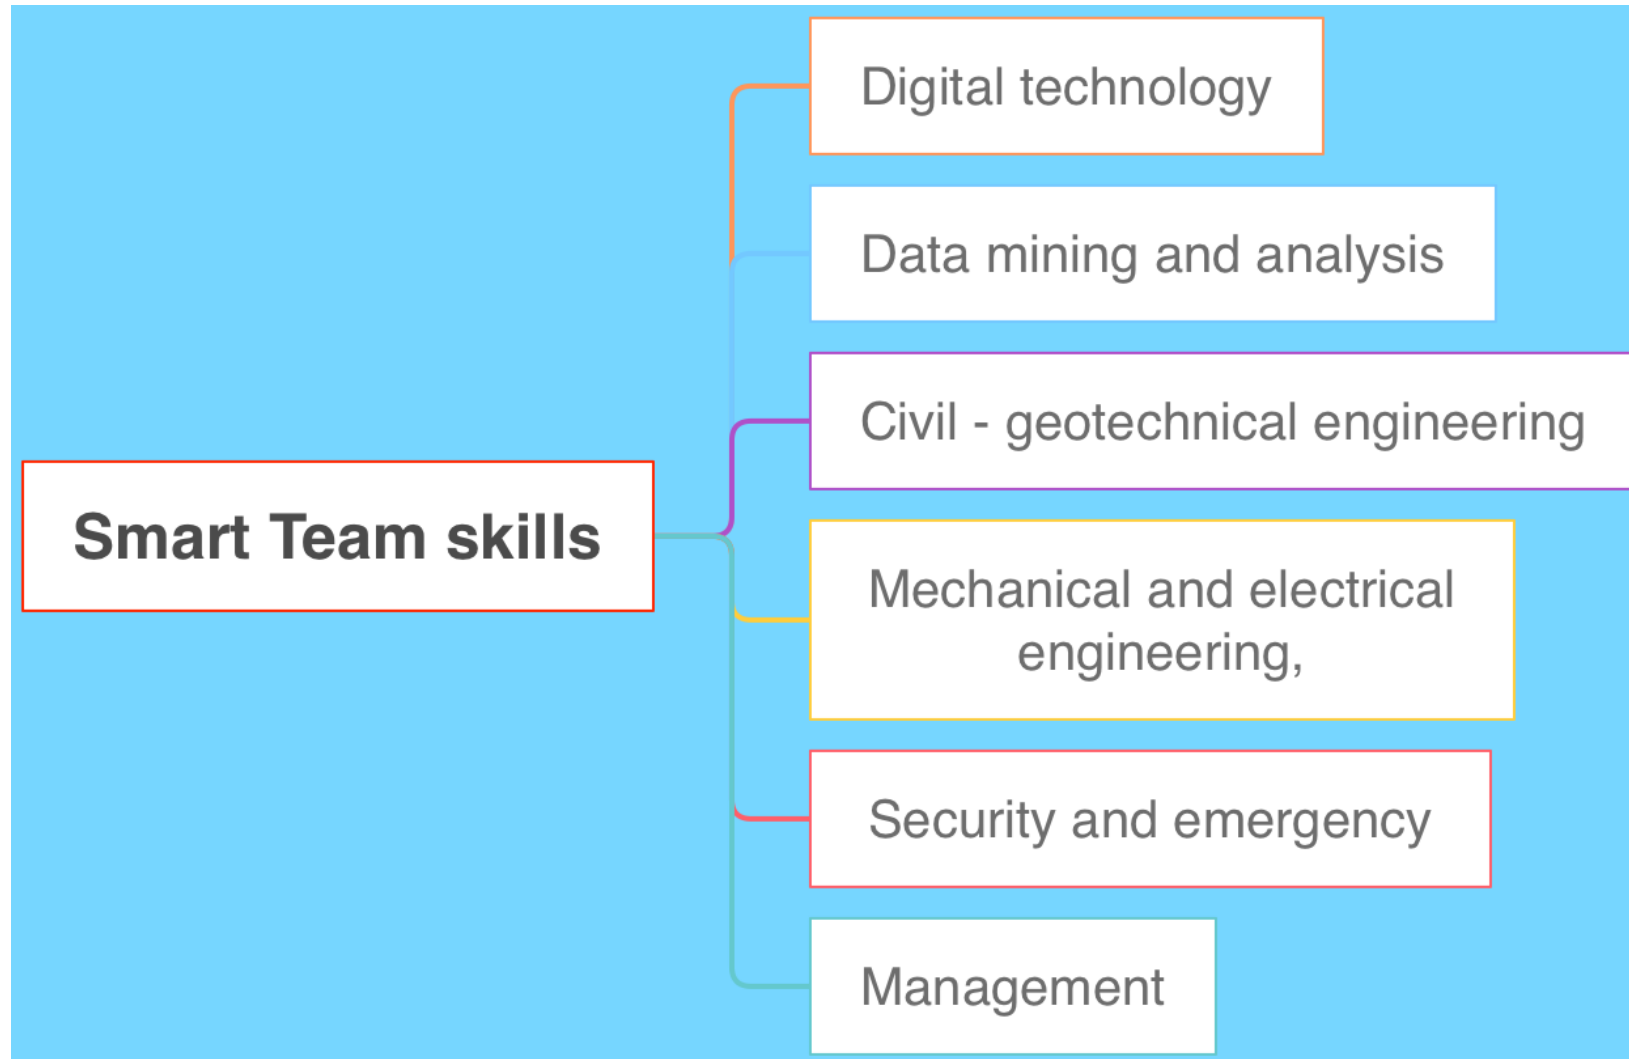 Digital technology
Data mining and analysis
Civil - geotechnical engineering
Smart Team skills
Mechanical and electrical
engineering,
Security and emergency
Management